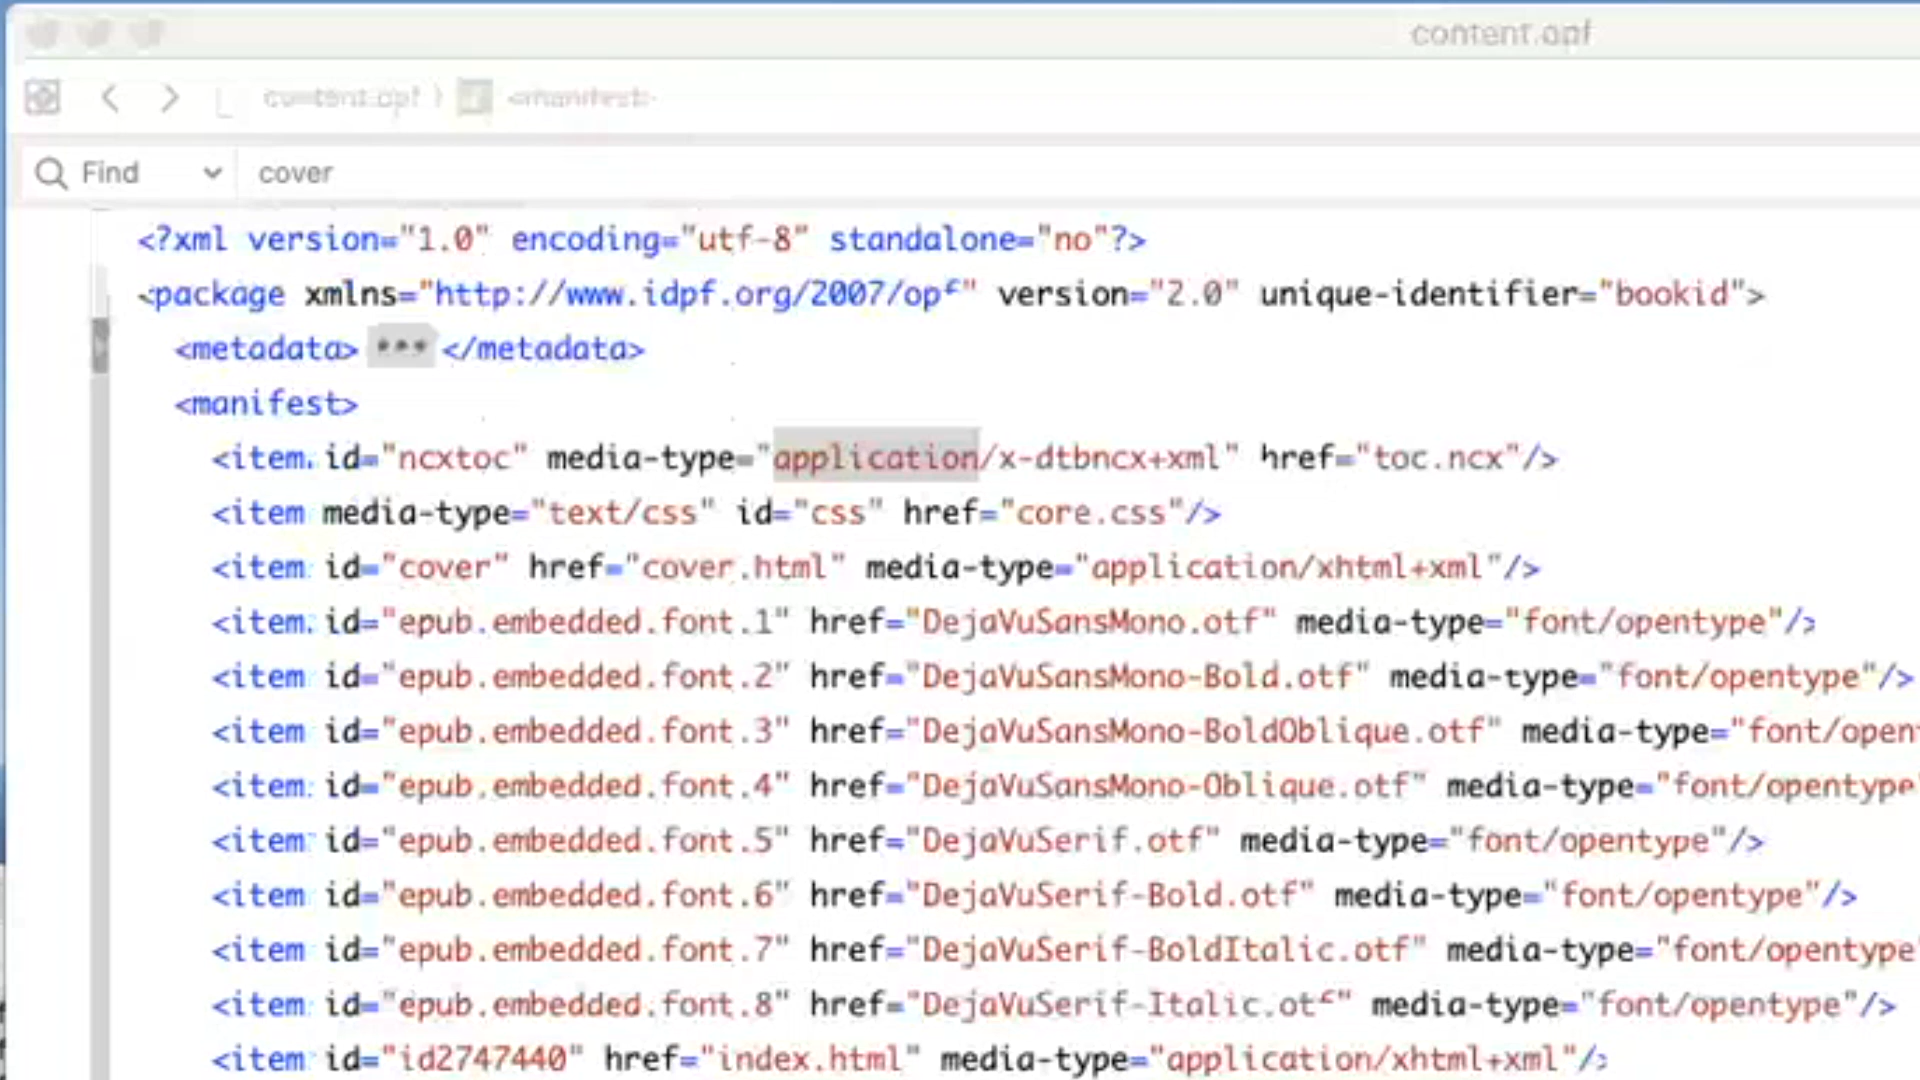 content.opf
content.opf
<manifest>
Find
cover
<?xml version="1.0" encoding="utf-8" standalone="no"?>
<package xmlns="http://www.idpf.org/2007/opf" version="2.0" unique-identifier="bookid">
<metadata>•••</metadata>
<manifest>
<item id="ncxtoc" media-type="application/x-dtbncx+xml" href="toc.ncx"/>
<item media-type="text/css" id="css" href="core.css"/>
<item id="cover" href="cover.html" media-type="application/xhtml+xml"/>
<item id="epub.embedded.font.1" href="DejaVuSansMono.otf" media-type="font/opentype"/>
<item id="epub.embedded.font.2" href="DejaVuSansMono-Bold.otf" media-type="font/opentype"/>
<item id="epub.embedded.font.3" href="DejaVuSansMono-BoldOblique.otf" media-type="font/open
<item id="epub.embedded.font.4" href="DejaVuSansMono-Oblique.otf" media-type="font/opentype
<item id="epub.embedded.font.5" href="DejaVuSerif.otf" media-type="font/opentype"/>
<item id="epub.embedded.font.6" href="DejaVuSerif-Bold.otf" media-type="font/opentype"/>
<item id="epub.embedded.font.7" href="DejaVuSerif-BoldItalic.otf" media-type="font/opentype
<item id="epub.embedded.font.8" href="DejaVuSerif-Italic.otf" media-type="font/opentype"/>
<item id="id2747440" href="index.html" media-type="application/xhtml+xml"/>